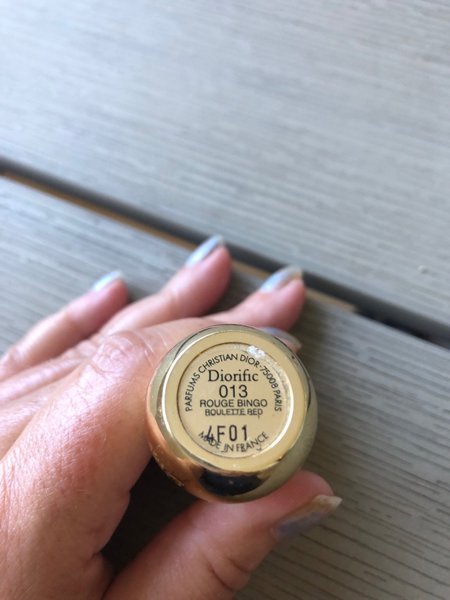 PARFUMS CHRISTIAN DIOR·75008 PARIS
Diorific
013
ROUGE BINGO
ROULETTE RED
4F01
MADE IN FRANCE